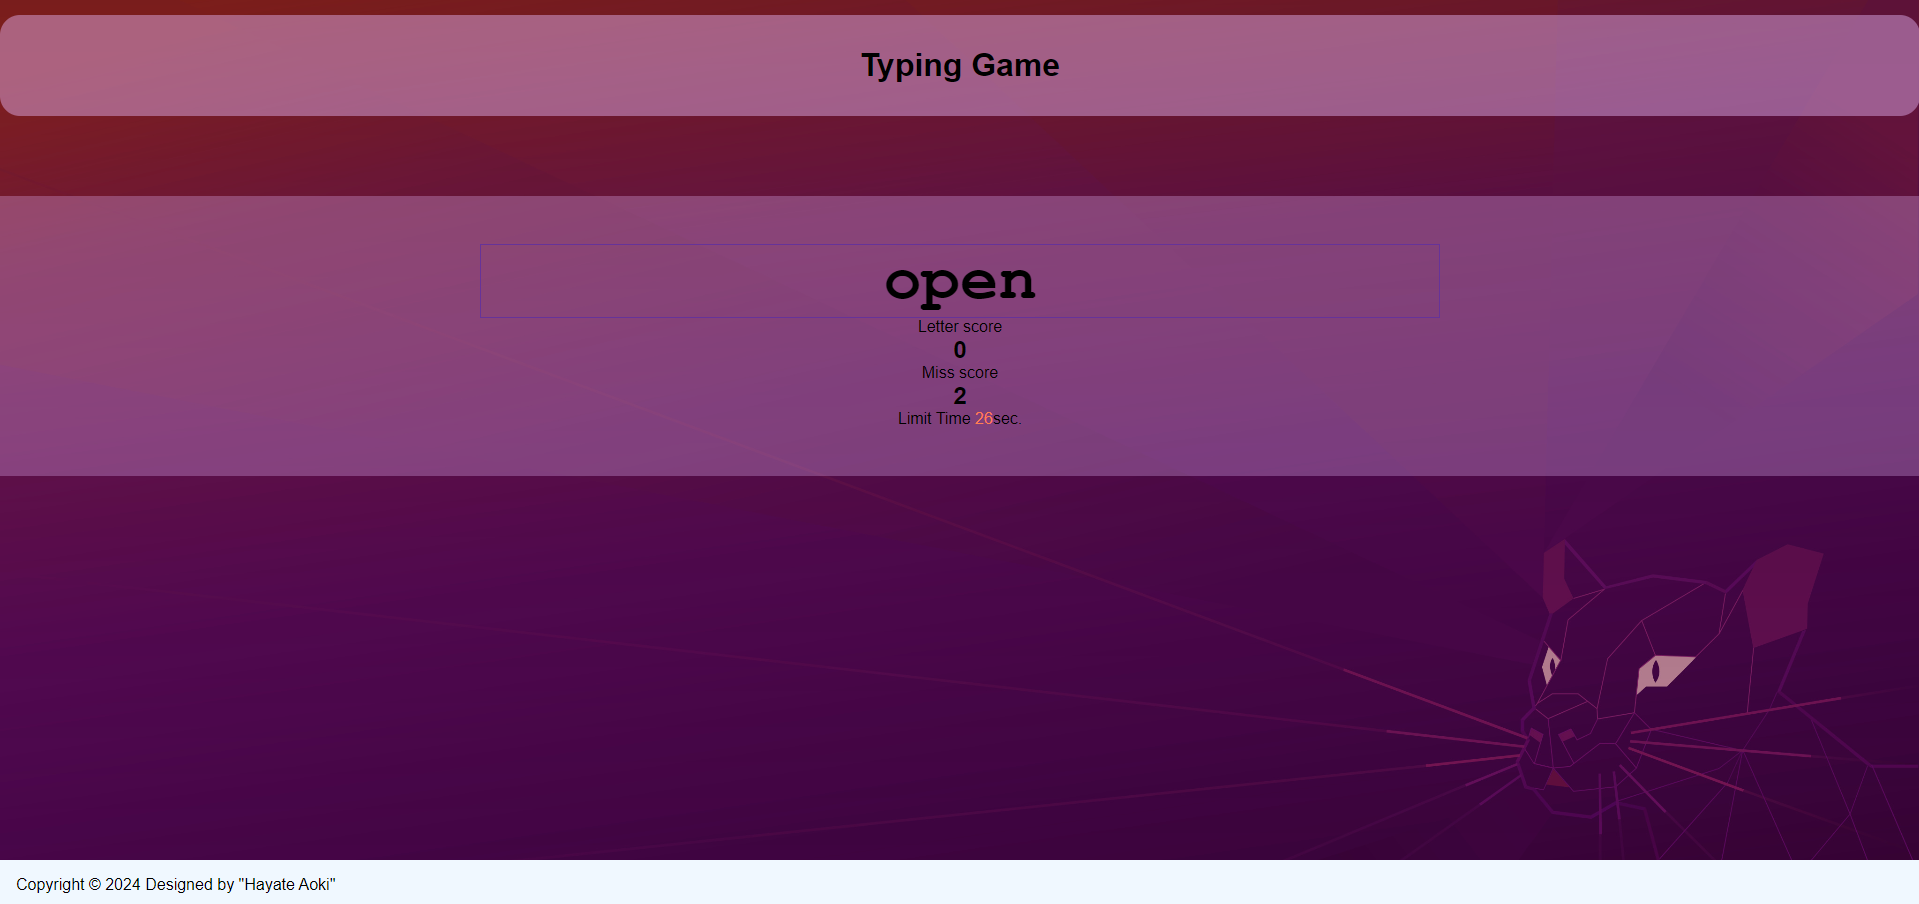 Typing Game
open
Letter score
0
Miss score
2
Limit Time 26sec.
Copyright © 2024 Designed by "Hayate Aoki"